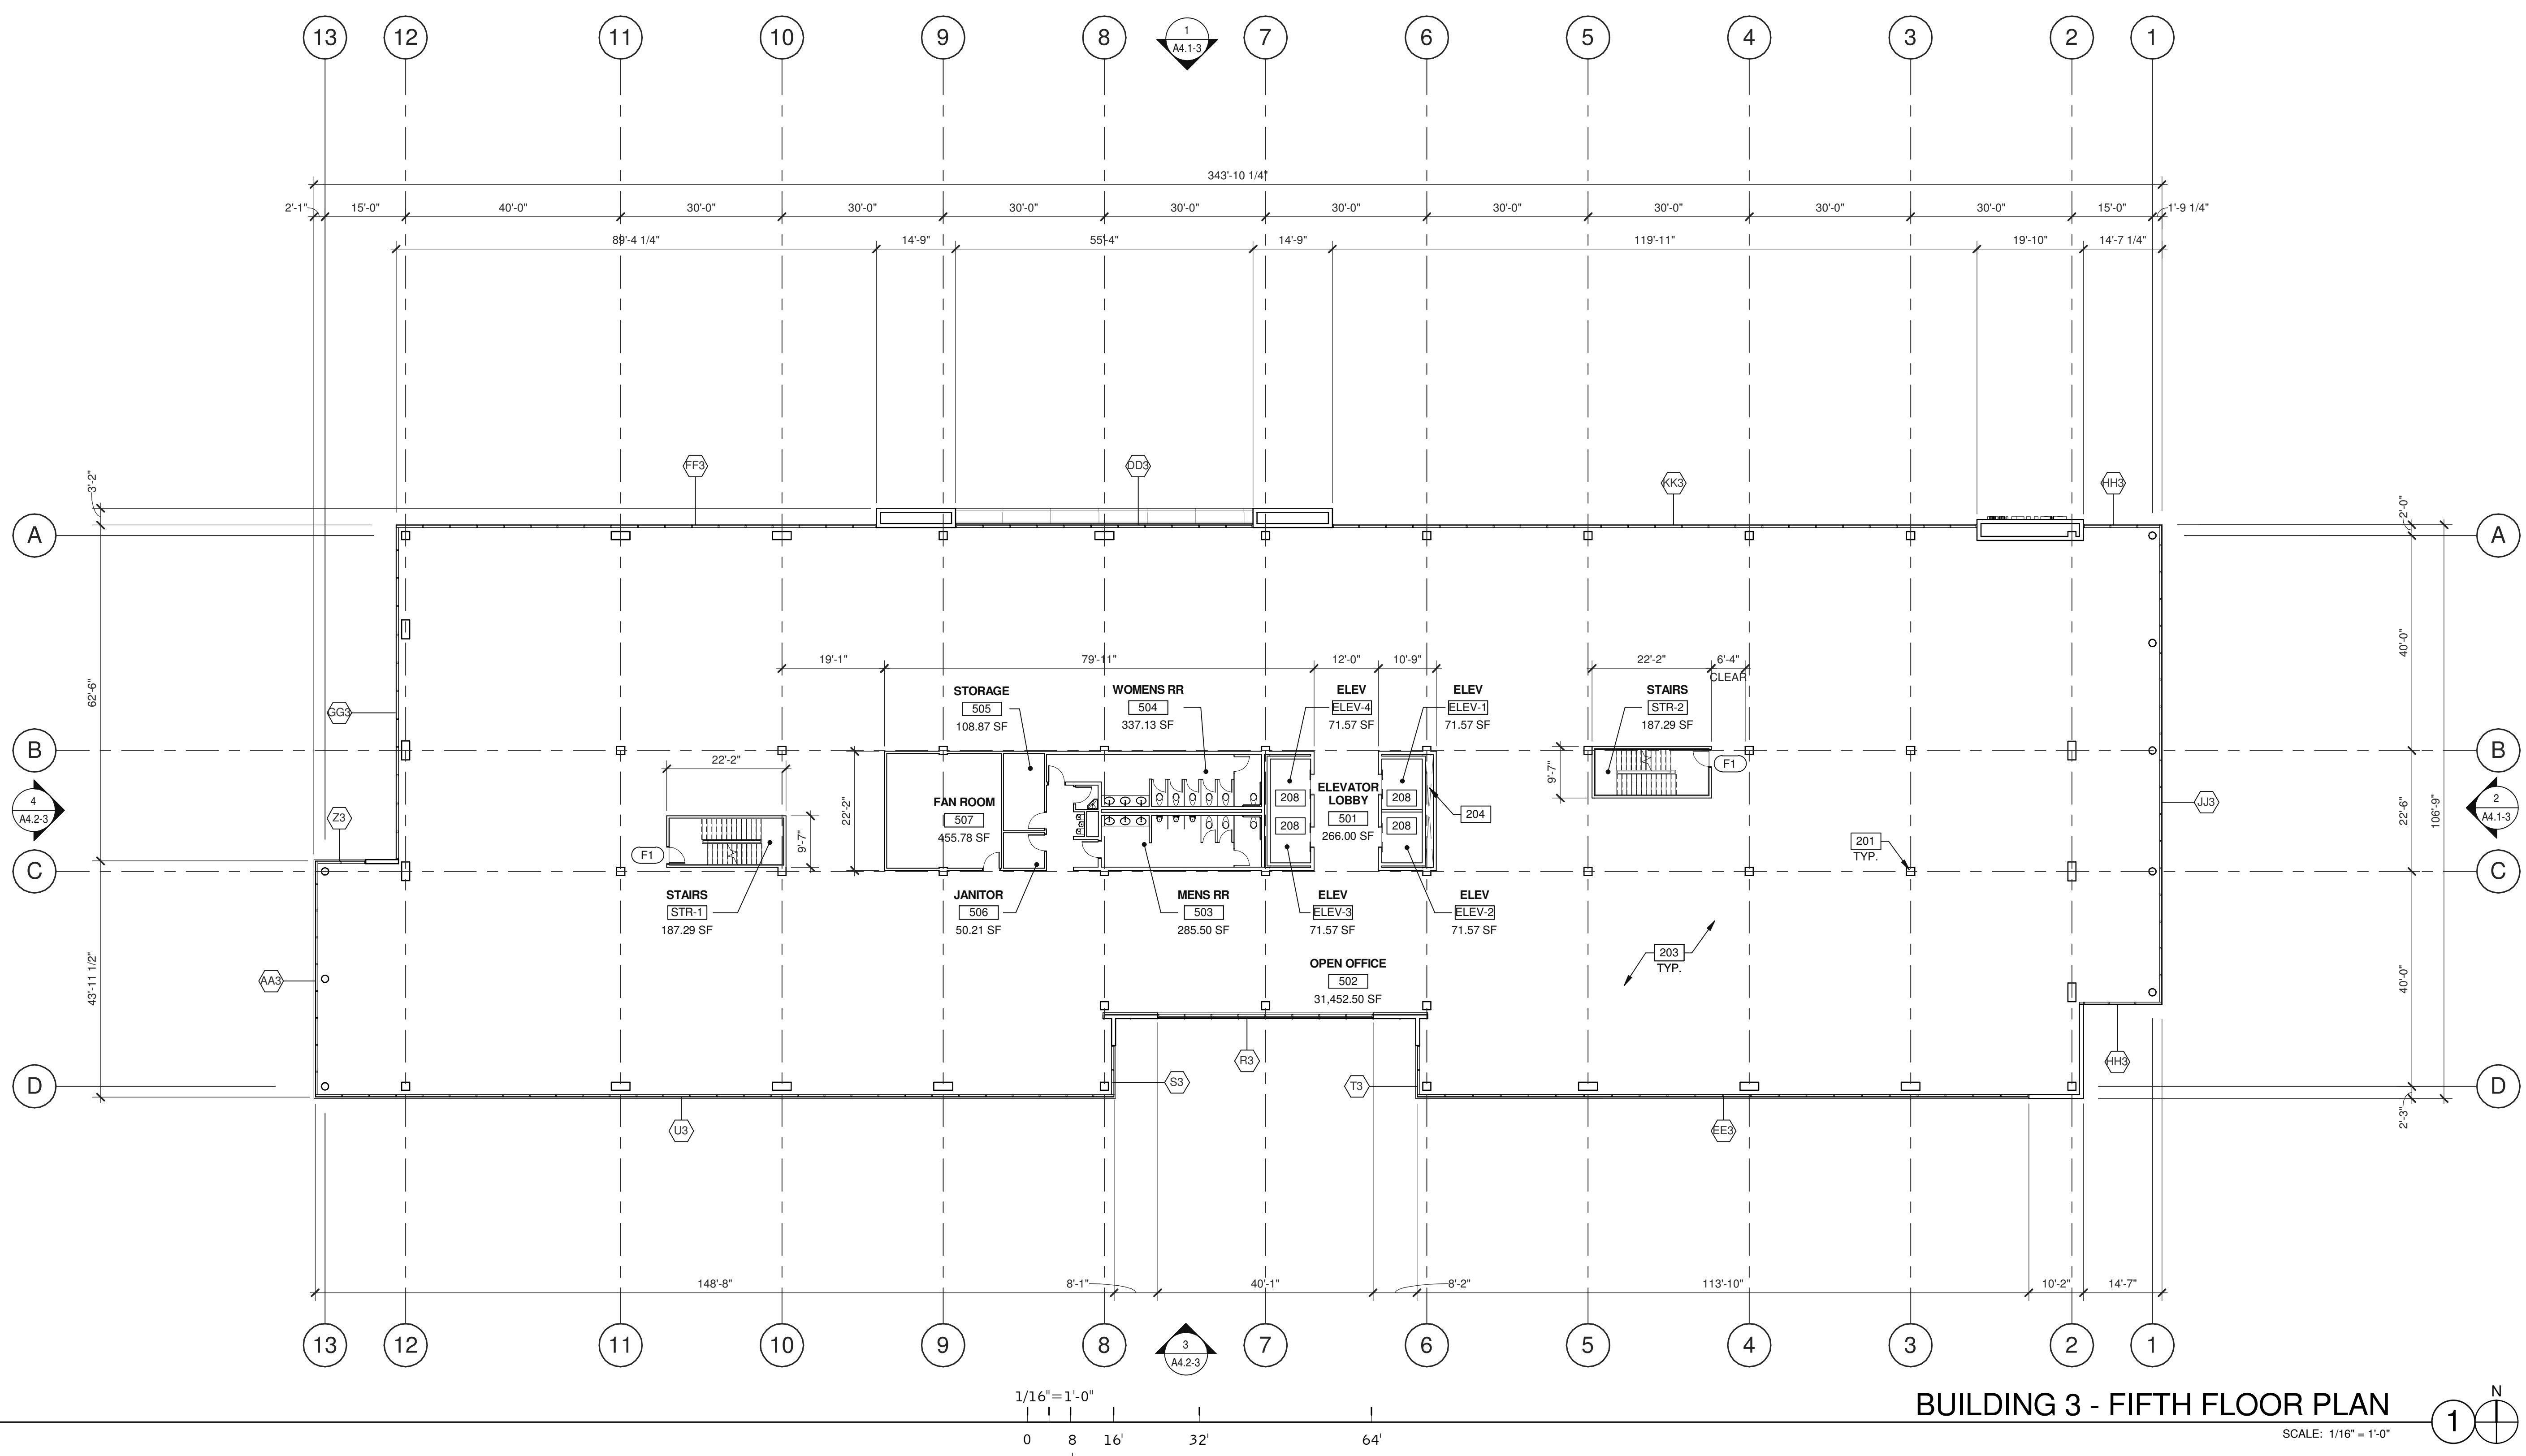 13 12 11 10 9 8 7 6 5 4 3 2 1
1
A4.1-3
343'-10 1/4"
2'-1" 15'-0" 40'-0" 30'-0" 30'-0" 30'-0" 30'-0" 30'-0" 30'-0" 30'-0" 30'-0" 30'-0" 15'-0" 1'-9 1/4"
89'-4 1/4" 14'-9" 55'-4" 14'-9" 119'-11" 19'-10" 14'-7 1/4"
FF3 DD3 KK3 HH3
3'-2" 2'-0"
A A
62'-6" 40'-0"
19'-1" 79'-11" 12'-0" 10'-9" 22'-2" 6'-4"
CLEAR
STORAGE
505
108.87 SF
WOMENS RR
504
337.13 SF
ELEV
ELEV-4
71.57 SF
ELEV
ELEV-1
71.57 SF
STAIRS
STR-2
187.29 SF
GG3
B B
22'-2" F1
9'-7"
4
A4.2-3
Z3
FAN ROOM
507
455.78 SF
22'-2"
9'-7"
F1
208 208
208 208
ELEVATOR
LOBBY
501
266.00 SF
204
201
TYP.
22'-6"
106'-9"
JJ3
2
A4.1-3
C C
STAIRS
STR-1
187.29 SF
JANITOR
506
50.21 SF
MENS RR
503
285.50 SF
ELEV
ELEV-3
71.57 SF
ELEV
ELEV-2
71.57 SF
43'-11 1/2"
AA3
OPEN OFFICE
502
31,452.50 SF
203
TYP.
40'-0"
R3 HH3
S3 T3
D D
2'-3"
U3 EE3
148'-8" 8'-1" 40'-1" 8'-2" 113'-10" 10'-2" 14'-7"
13 12 11 10 9 8 7 6 5 4 3 2 1
3
A4.2-3
1/16"=1'-0"
0 8 16' 32' 64'
BUILDING 3 - FIFTH FLOOR PLAN
SCALE: 1/16" = 1'-0"
1
N